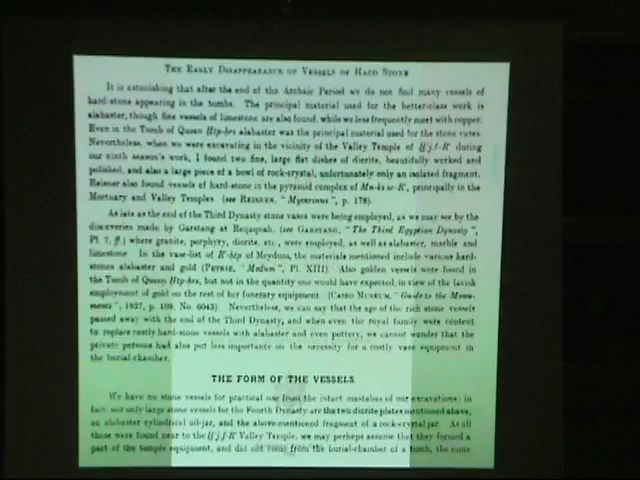 THE EARLY DISAPPEARANCE OF VESSELS OF HARD STONE
It is astonishing that after the end of the Archaic Period we do not find many vessels of
hard-stone appearing in the tombs. The principal material used for the better-class work is
alabaster, though fine vessels of limestone are also found, while we less frequently meet with copper.
Even in the Tomb of Queen Ḥtp-ḥrs alabaster was the principal material used for the stone vases.
Nevertheless, when we were excavating in the vicinity of the Valley Temple of Ḫʿj.f-Rʿ during
our ninth season's work, I found two fine, large flat dishes of diorite, beautifully worked and
polished, and also a large piece of a bowl of rock-crystal, unfortunately only an isolated fragment.
Reisner also found vessels of hard-stone in the pyramid complex of Mn-kꜣw-Rʿ, principally in the
Mortuary and Valley Temples (see REISNER, "Mycerinus", p. 178).
As late as the end of the Third Dynasty stone vases were being employed, as we may see by the
discoveries made by Garstang at Reqaqnah, (see GARSTANG, "The Third Egyptian Dynasty",
Pl. 7, ff.) where granite, porphyry, diorite, etc., were employed, as well as alabaster, marble and
limestone. In the vase-list of Rʿ-ḥtp of Meydum, the materials mentioned include various hard-
stones alabaster and gold (PETRIE, "Medum", Pl. XIII). Also golden vessels were found in
the Tomb of Queen Ḥtp-ḥrs, but not in the quantity one would have expected, in view of the lavish
employment of gold on the rest of her funerary equipment (CAIRO MUSEUM, "Guide to the Monu-
ments", 1937, p. 109, No. 6043). Nevertheless, we can say that the age of the rich stone vessels
passed away with the end of the Third Dynasty, and when even the royal family were content
to replace costly hard-stone vessels with alabaster and even pottery, we cannot wonder that the
private persons had also put less importance on the necessity for a costly vase equipment in
the burial-chamber.
THE FORM OF THE VESSELS
We have no stone vessels for practical use from the intact mastabas of our excavations; in
fact, our only large stone vessels for the Fourth Dynasty are the two diorite plates mentioned above,
an alabaster cylindrical oil-jar, and the above-mentioned fragment of a rock-crystal jar. As all
these were found near to the Ḫʿj.f-Rʿ Valley Temple, we may perhaps assume that they formed a
part of the temple equipment, and did not come from the burial-chamber of a tomb, the same